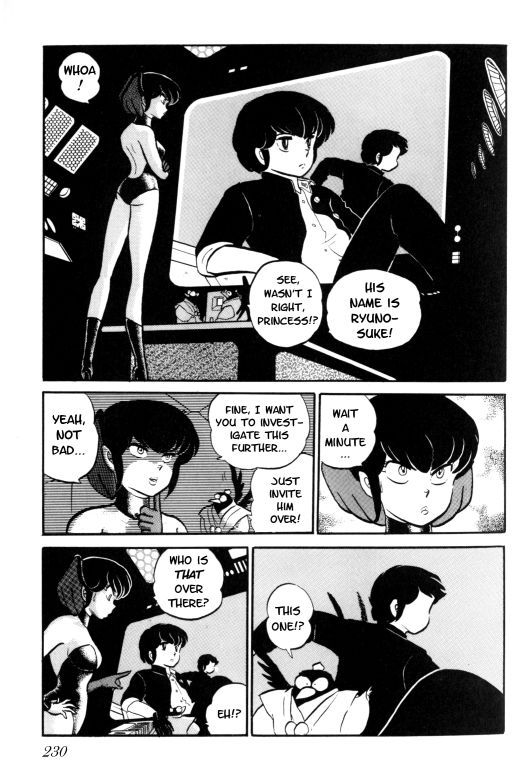 WHOA
!
SEE,
WASN'T I
RIGHT,
PRINCESS!?
HIS
NAME IS
RYUNO-
SUKE!
YEAH,
NOT
BAD...
FINE, I WANT
YOU TO INVEST-
IGATE THIS
FURTHER...
JUST
INVITE
HIM
OVER!
WAIT
A
MINUTE
...
WHO IS
THAT
OVER
THERE?
EH!?
THIS
ONE!?
230